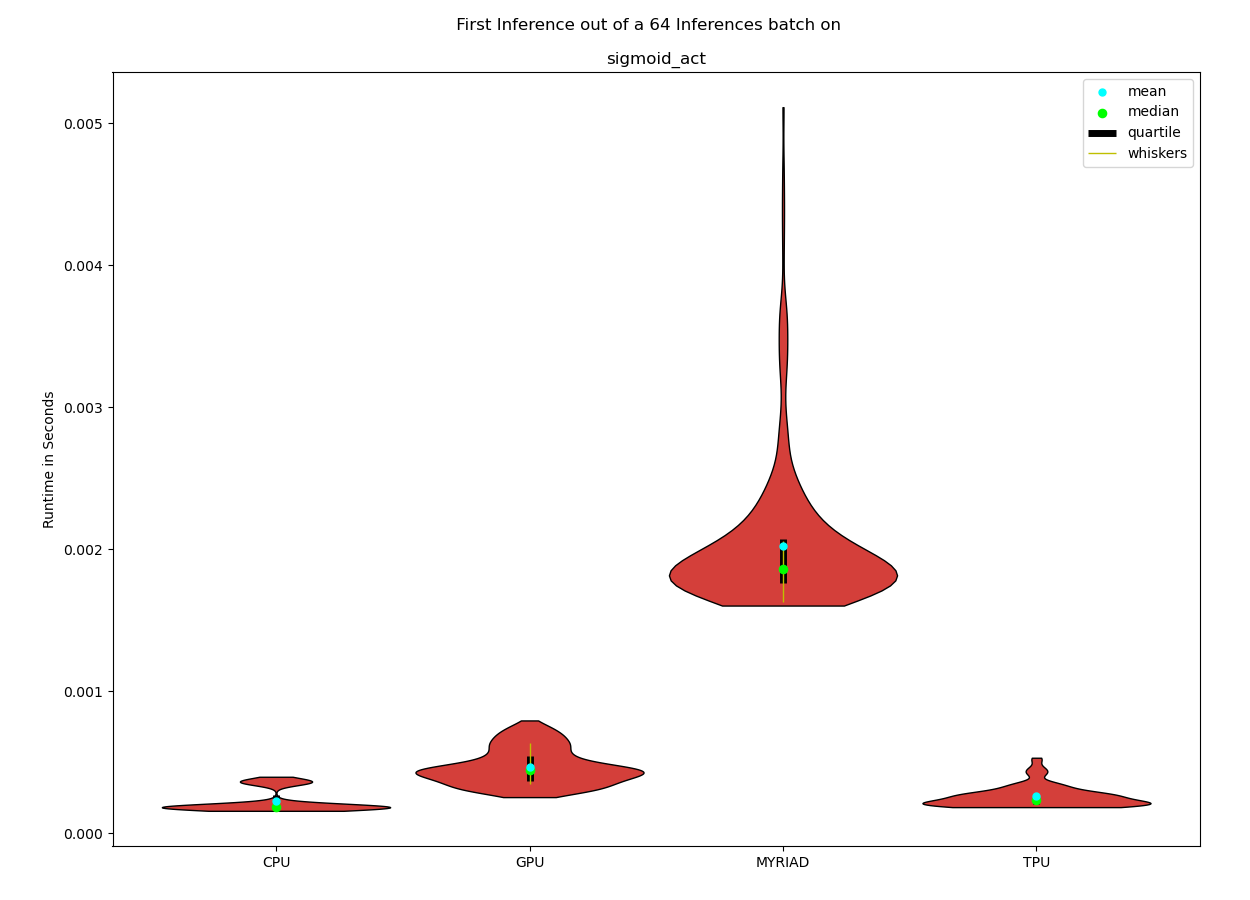 First Inference out of a 64 Inferences batch on
sigmoid_act
mean
median
quartile
whiskers
Runtime in Seconds
0.005
0.004
0.003
0.002
0.001
0.000
CPU
GPU
MYRIAD
TPU